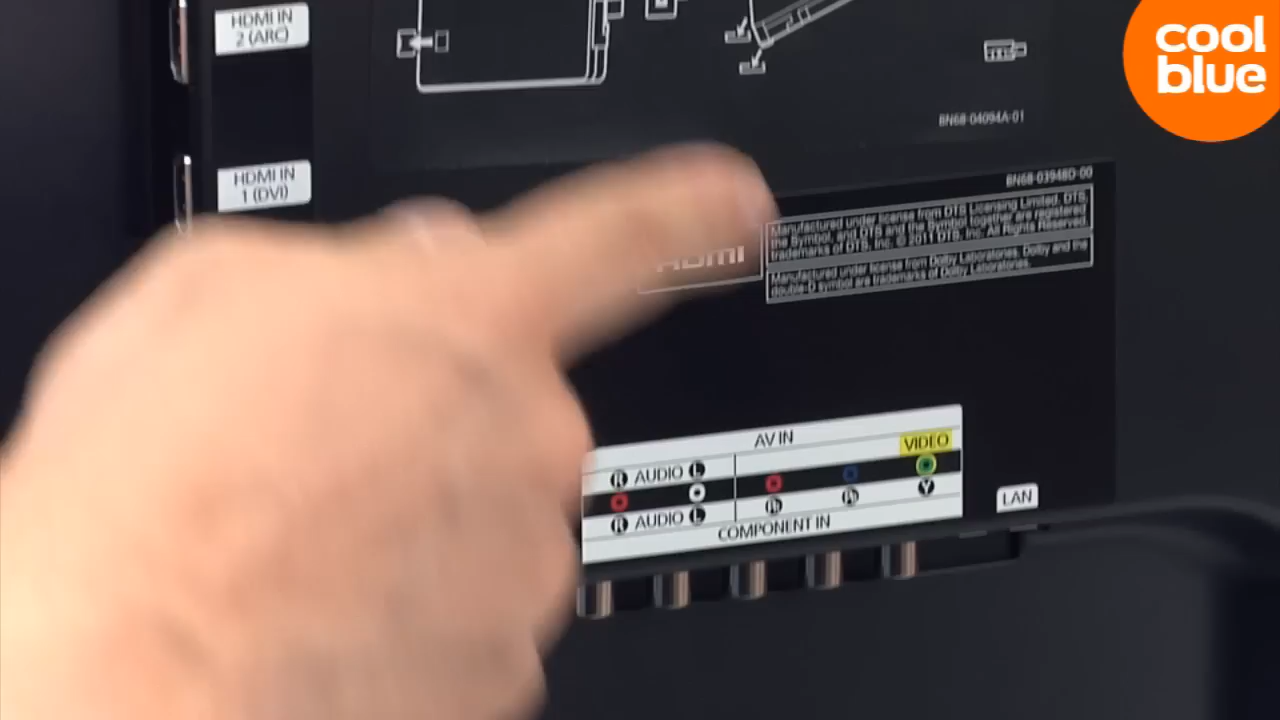 HDMI IN
2 (ARC)
cool
blue
BN68-04094A-01
HDMI IN
1 (DVI)
BN68-03948D-00
Manufactured under license from DTS Licensing Limited. DTS,
the Symbol, & DTS and the Symbol together are registered
trademarks of DTS, Inc. © 2011 DTS, Inc. All Rights Reserved.
HDMI
Manufactured under license from Dolby Laboratories. Dolby and the
double-D symbol are trademarks of Dolby Laboratories.
AV IN
VIDEO
R AUDIO L
R AUDIO L
PR PB Y
COMPONENT IN
LAN